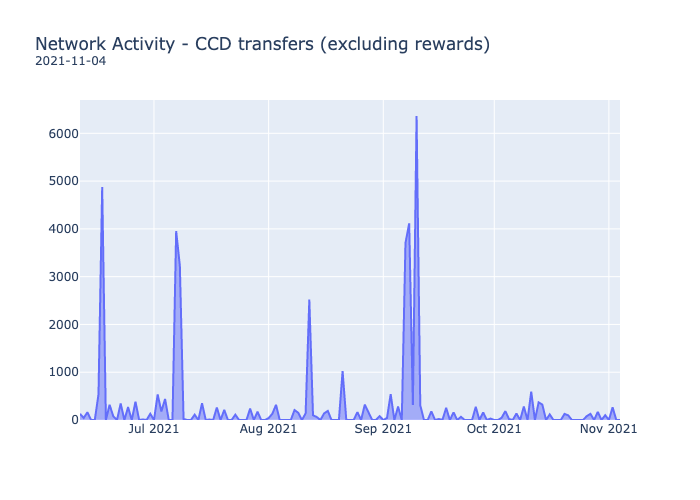 Network Activity - CCD transfers (excluding rewards)
2021-11-04
6000
5000
4000
3000
2000
1000
0
Jul 2021
Aug 2021
Sep 2021
Oct 2021
Nov 2021